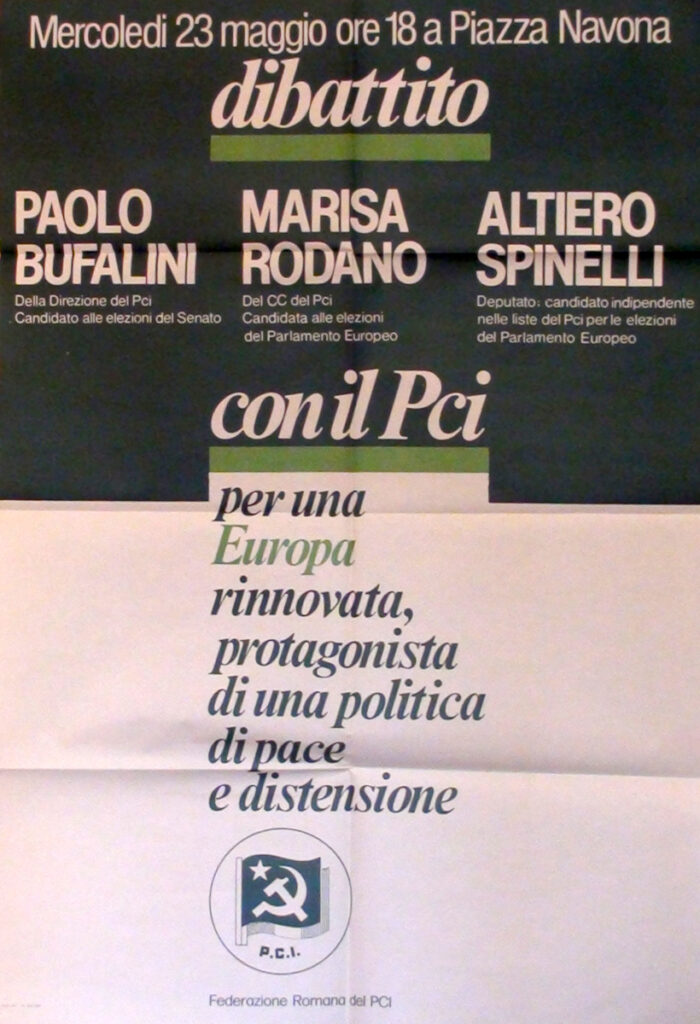 Mercoledi 23 maggio ore 18 a Piazza Navona
dibattito
PAOLO
BUFALINI
Della Direzione del Pci
Candidato alle elezioni del Senato
MARISA
RODANO
Del CC del Pci
Candidata alle elezioni
del Parlamento Europeo
ALTIERO
SPINELLI
Deputato: candidato indipendente
nelle liste del Pci per le elezioni
del Parlamento Europeo
con il Pci
per una
Europa
rinnovata,
protagonista
di una politica
di pace
e distensione
P.C.I.
Federazione Romana del PCI